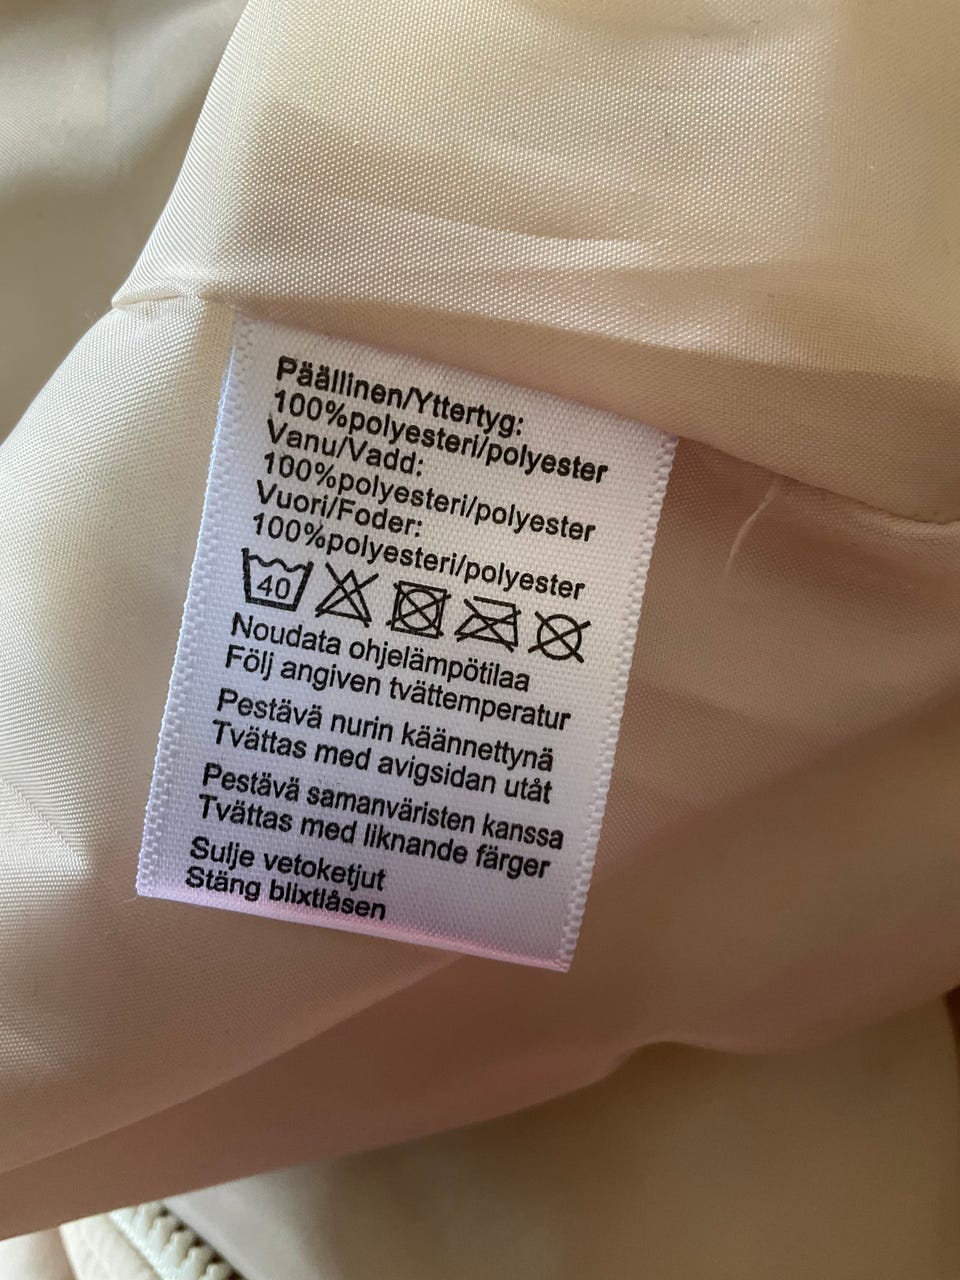 Päällinen/Yttertyg:
100%polyesteri/polyester
Vanu/Vadd:
100%polyesteri/polyester
Vuori/Foder:
100%polyesteri/polyester
40
Noudata ohjelämpötilaa
Följ angiven tvättemperatur
Pestävä nurin käännettynä
Tvättas med avigsidan utåt
Pestävä samanväristen kanssa
Tvättas med liknande färger
Sulje vetoketjut
Stäng blixtlåsen